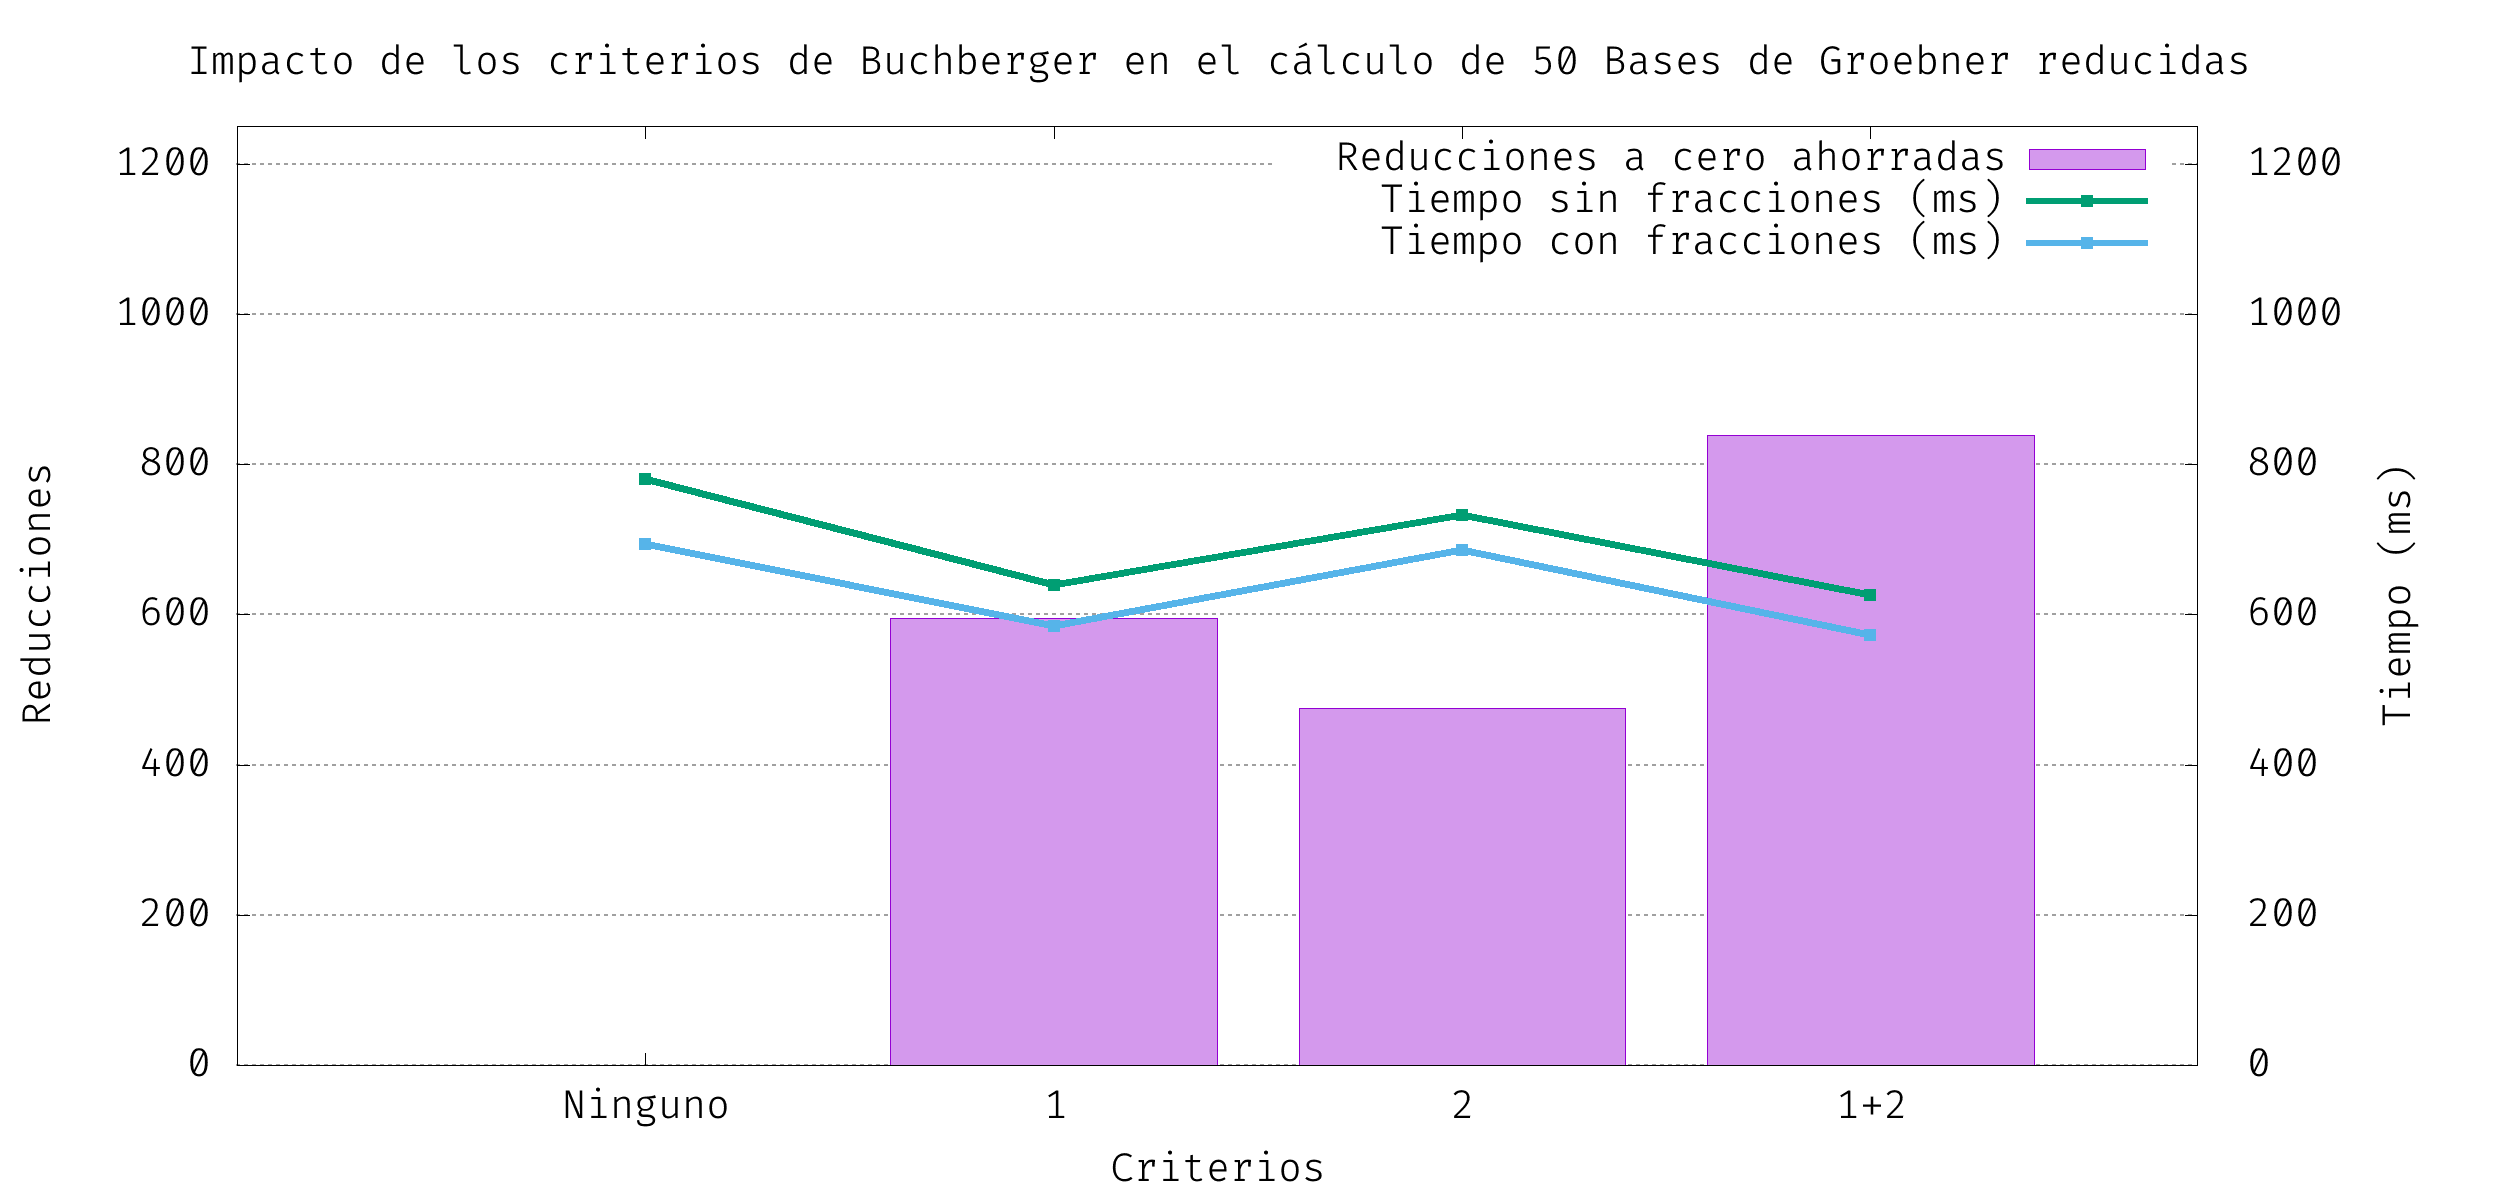 Impacto de los criterios de Buchberger en el cálculo de 50 Bases de Groebner reducidas
Reducciones a cero ahorradas
Tiempo sin fracciones (ms)
Tiempo con fracciones (ms)
1200
1000
800
600
400
200
0
Reducciones
1200
1000
800
600
400
200
0
Tiempo (ms)
Ninguno 1 2 1+2
Criterios